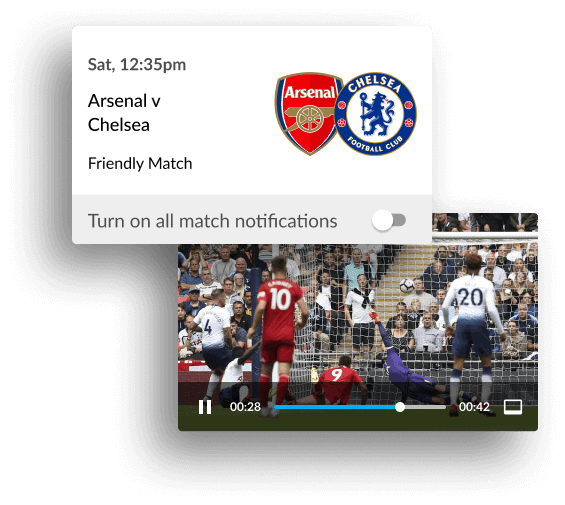 Sat, 12:35pm
Arsenal v
Chelsea
Friendly Match
Arsenal
CHELSEA
FOOTBALL CLUB
Turn on all match notifications
10
20
4
9
00:28
00:42